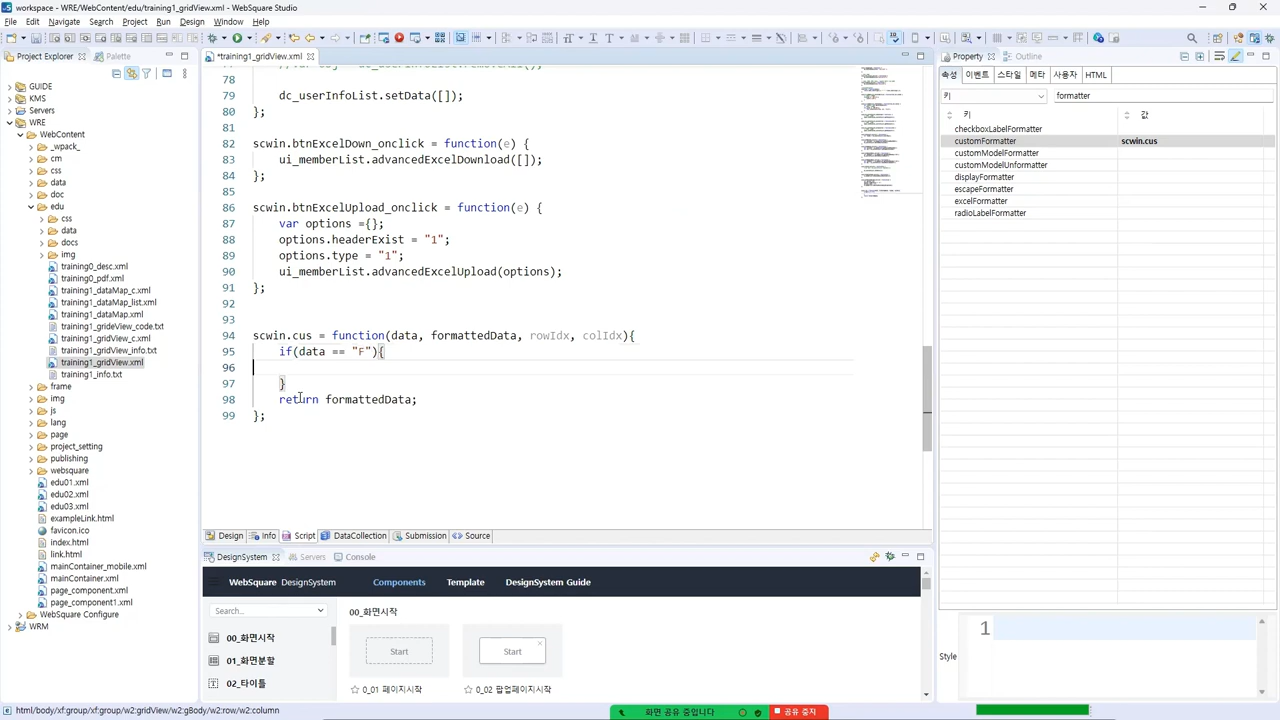 workspace - WRE/WebContent/edu/training1_gridView.xml - WebSquare Studio
File Edit Navigate Search Project Run Design Window Help
Project Explorer Palette
*training1_gridView.xml
Property Outline
GUIDE
KMS
Servers
WRE
WebContent
_wpack_
cm
css
data
doc
edu
css
data
docs
img
training0_desc.xml
training0_pdf.xml
training1_dataMap_c.xml
training1_dataMap_list.xml
training1_dataMap.xml
training1_grideView_code.txt
training1_grideView_c.xml
training1_gridView_info.txt
training1_gridView.xml
training1_info.txt
frame
img
js
lang
page
project_setting
publishing
websquare
edu01.xml
edu02.xml
edu03.xml
exampleLink.html
favicon.ico
index.html
link.html
mainContainer_mobile.xml
mainContainer.xml
page_component.xml
page_component1.xml
WebSquare Configure
WRM
78
79 dc_userInfoList.setData([])
80 };
81
82 scwin.btnExcelDown_onclick = function(e) {
83 ui_memberList.advancedExcelDownload([]);
84 };
85
86 scwin.btnExcelUpload_onclick = function(e) {
87 var options ={};
88 options.headerExist = "1";
89 options.type = "1";
90 ui_memberList.advancedExcelUpload(options);
91 };
92
93
94 scwin.cus = function(data, formattedData, rowIdx, colIdx){
95 if(data == "F"){
96
97 }
98 return formattedData;
99 };
Design Info Script DataCollection Submission Source
DesignSystem Servers Console
WebSquare DesignSystem Components Template DesignSystem Guide
Search...
00_화면시작
01_화면분할
02_타이틀
00_화면시작
Start Start
0_01 페이지시작 0_02 팝업페이지시작
속성 이벤트 스타일 메타 사용자 HTML
키 formatter
값
checkboxLabelFormatter
customFormatter scwin.cus
customModelFormatter
customModelUnformatter
displayFormatter
escapeFormatter
excelFormatter
radioLabelFormatter
Style
1
html/body/xf:group/xf:group/w2:gridView/w2:gBody/w2:row/w2:column
화면 공유 중입니다 공유 중지